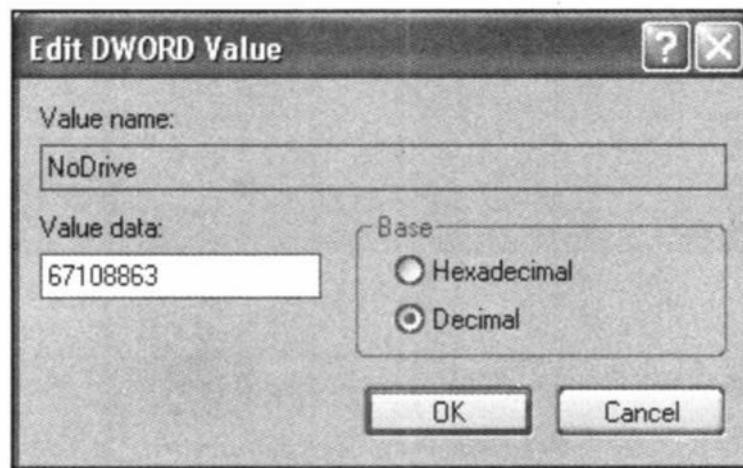 Edit DWORD Value
Value name:
NoDrive
Value data:
67108863
Base
Hexadecimal
Decimal
OK
Cancel